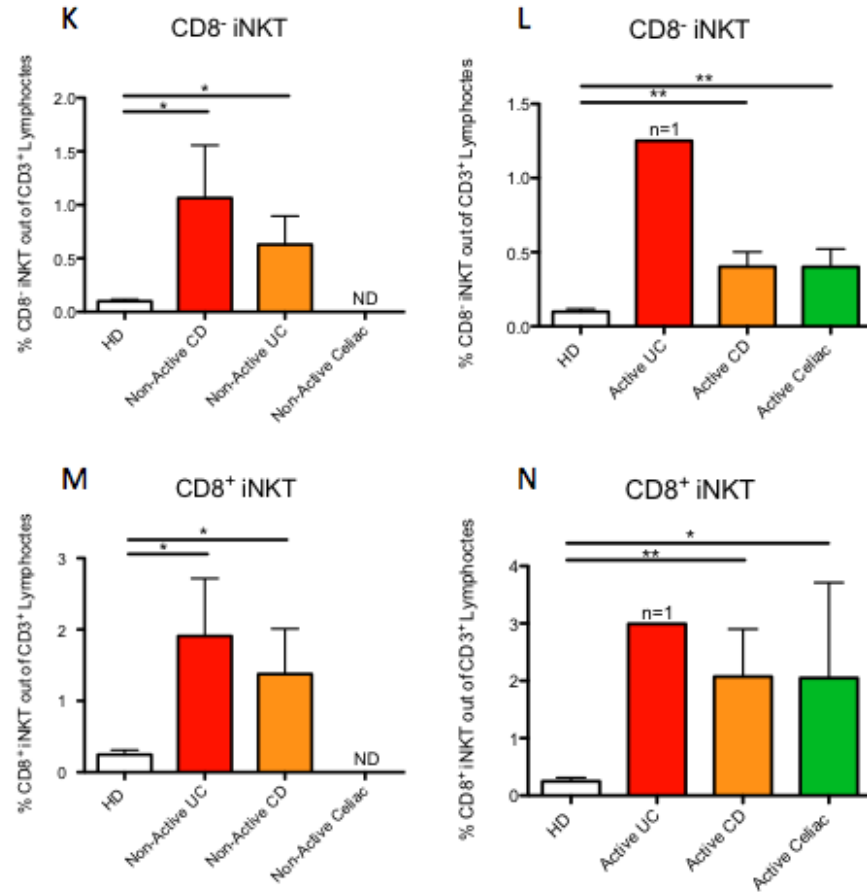 K
CD8- iNKT
% CD8- iNKT out of CD3+ Lymphoctes
2.0
1.5
1.0
0.5
0.0
*
*
ND
HD
Non-Active CD
Non-Active UC
Non-Active Celiac
L
CD8- iNKT
% CD8- iNKT out of CD3+ Lymphoctes
1.5
1.0
0.5
0.0
**
**
n=1
HD
Active UC
Active CD
Active Celiac
M
CD8+ iNKT
% CD8+ iNKT out of CD3+ Lymphoctes
3
2
1
0
*
*
ND
HD
Non-Active UC
Non-Active CD
Non-Active Celiac
N
CD8+ iNKT
% CD8+ iNKT out of CD3+ Lymphoctes
4
3
2
1
0
*
**
n=1
HD
Active UC
Active CD
Active Celiac